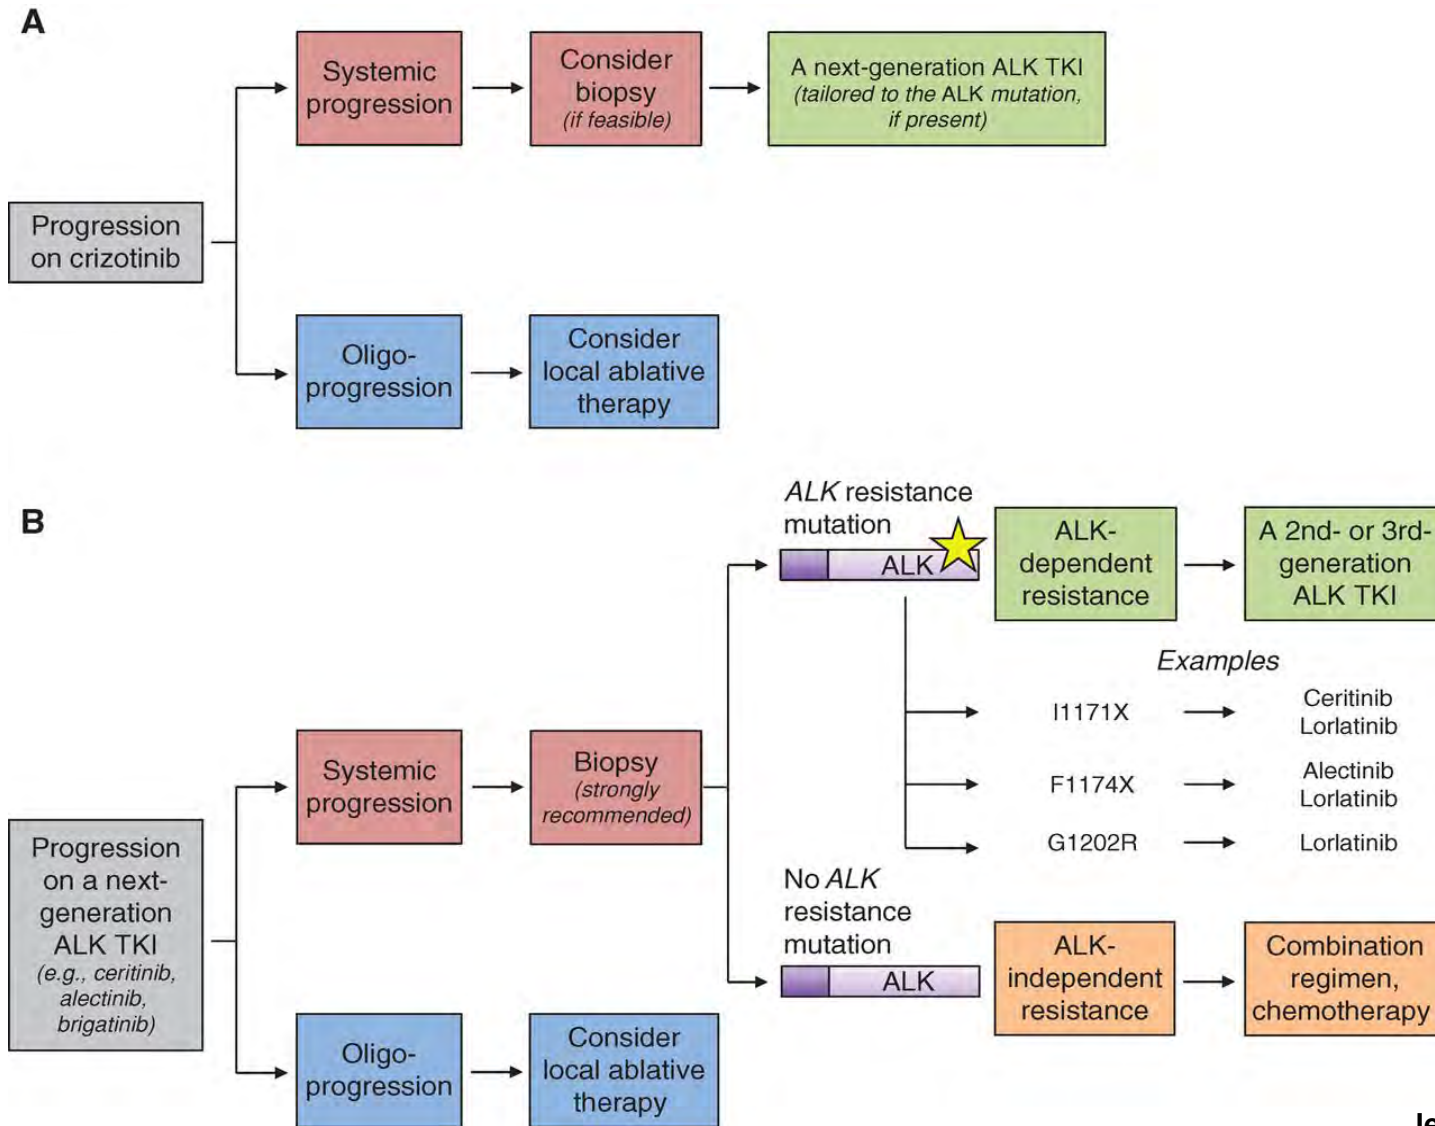 A
Systemic
progression
Consider
biopsy
(if feasible)
A next-generation ALK TKI
(tailored to the ALK mutation,
if present)
Progression
on crizotinib
Oligo-
progression
Consider
local ablative
therapy
B
ALK resistance
mutation
ALK
ALK-
dependent
resistance
A 2nd- or 3rd-
generation
ALK TKI
Examples
I1171X
Ceritinib
Lorlatinib
F1174X
Alectinib
Lorlatinib
G1202R
Lorlatinib
Systemic
progression
Biopsy
(strongly
recommended)
Progression
on a next-
generation
ALK TKI
(e.g., ceritinib,
alectinib,
brigatinib)
No ALK
resistance
mutation
ALK
ALK-
independent
resistance
Combination
regimen,
chemotherapy
Oligo-
progression
Consider
local ablative
therapy